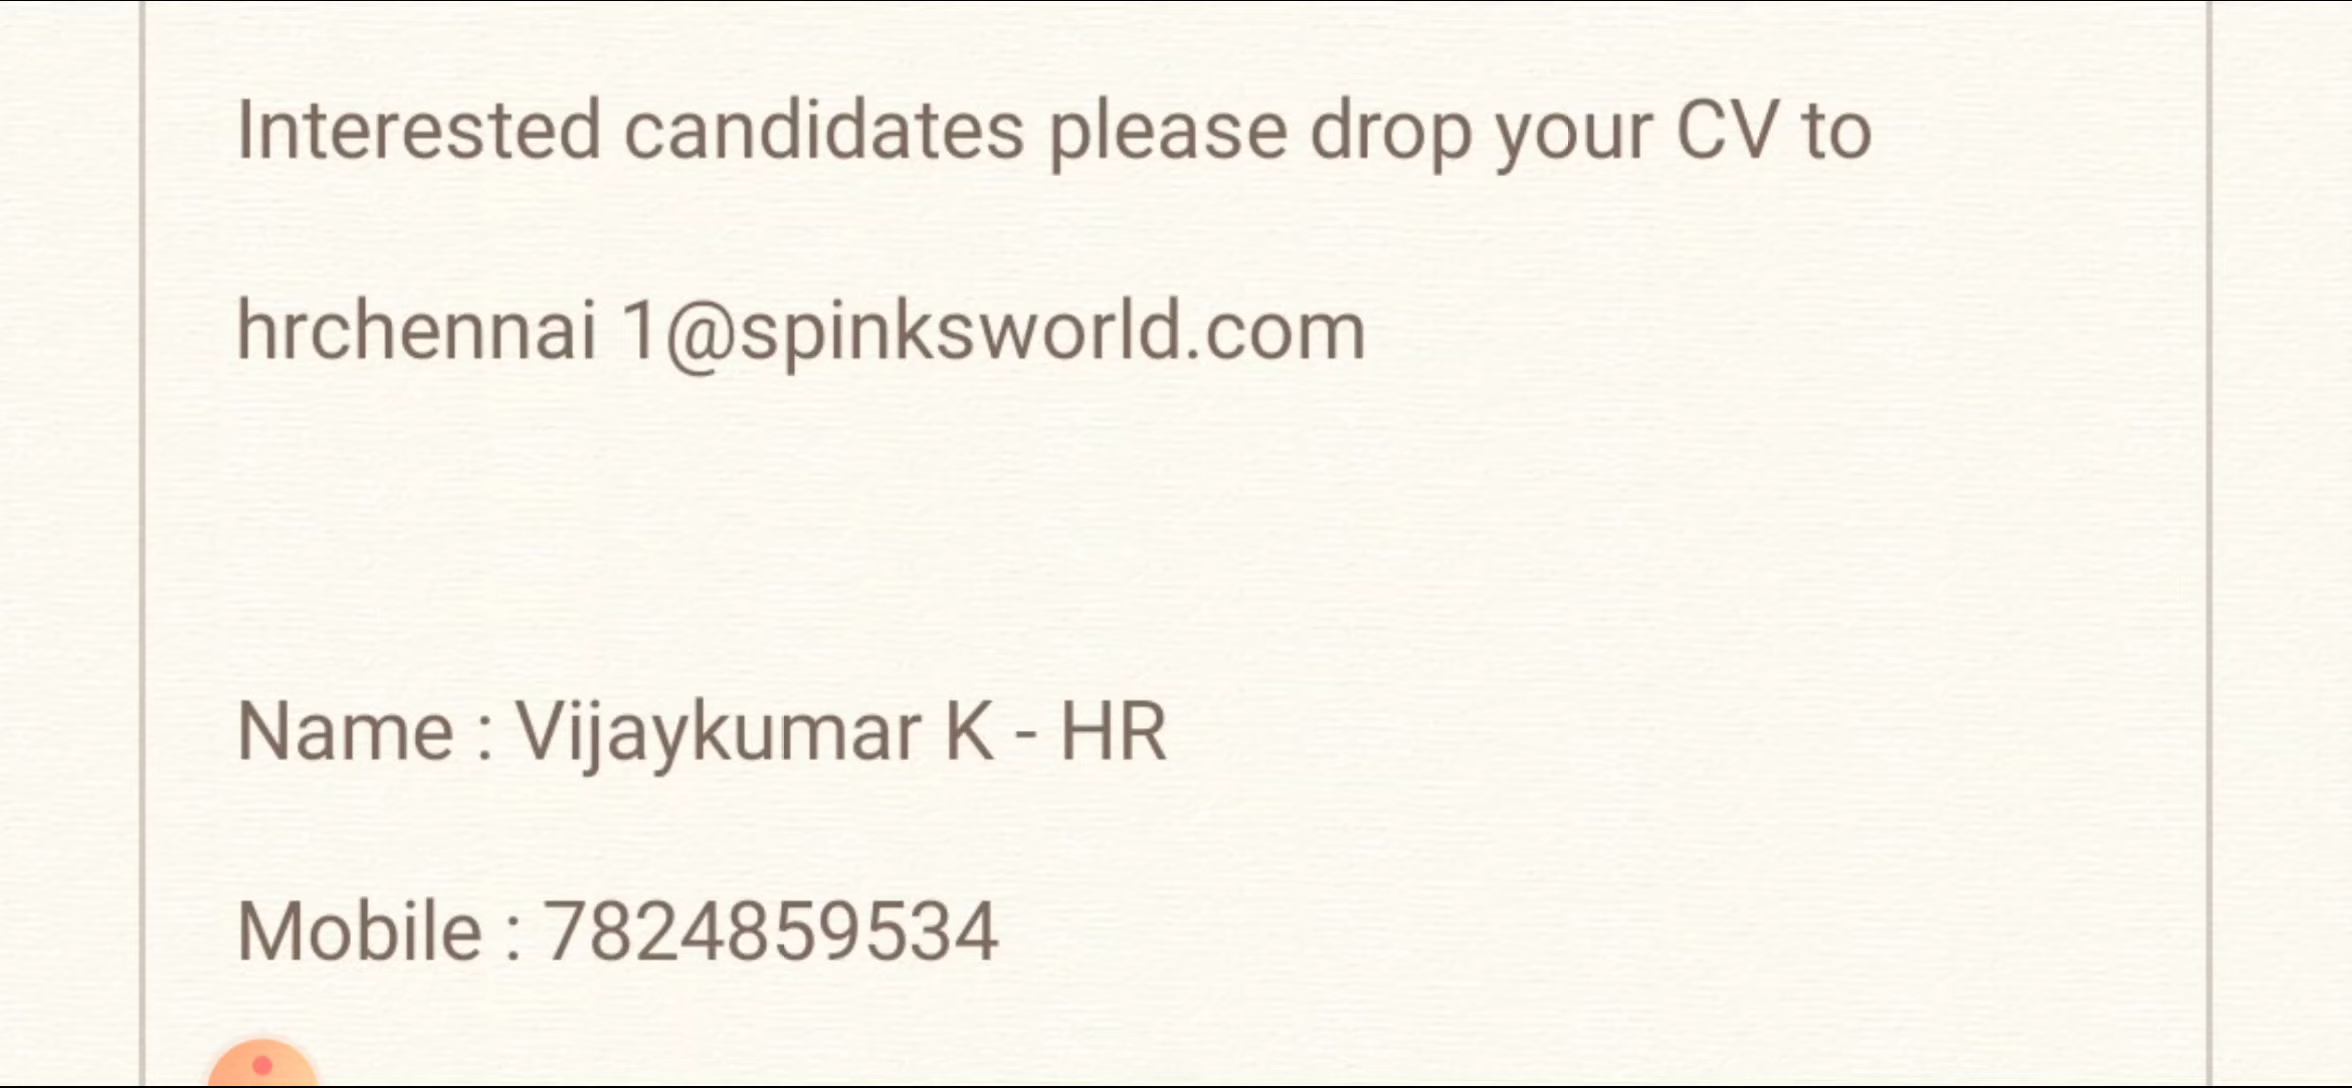 Interested candidates please drop your CV to
hrchennai 1@spinksworld.com
Name : Vijaykumar K - HR
Mobile : 7824859534